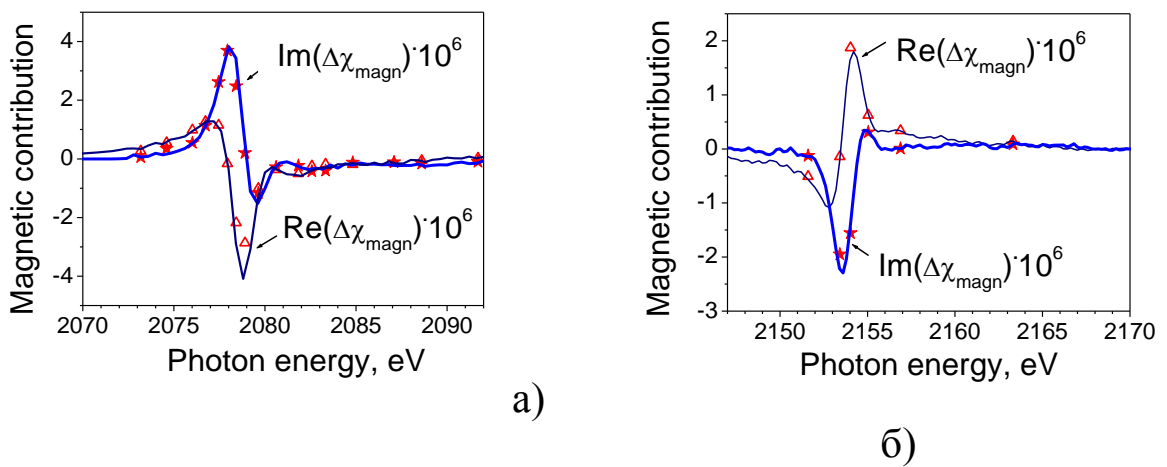 Magnetic contribution
4
2
0
-2
-4
Im(Δχmagn)·10⁶
Re(Δχmagn)·10⁶
2070 2075 2080 2085 2090
Photon energy, eV
а)
Magnetic contribution
2
1
0
-1
-2
-3
Re(Δχmagn)·10⁶
Im(Δχmagn)·10⁶
2150 2155 2160 2165 2170
Photon energy, eV
б)